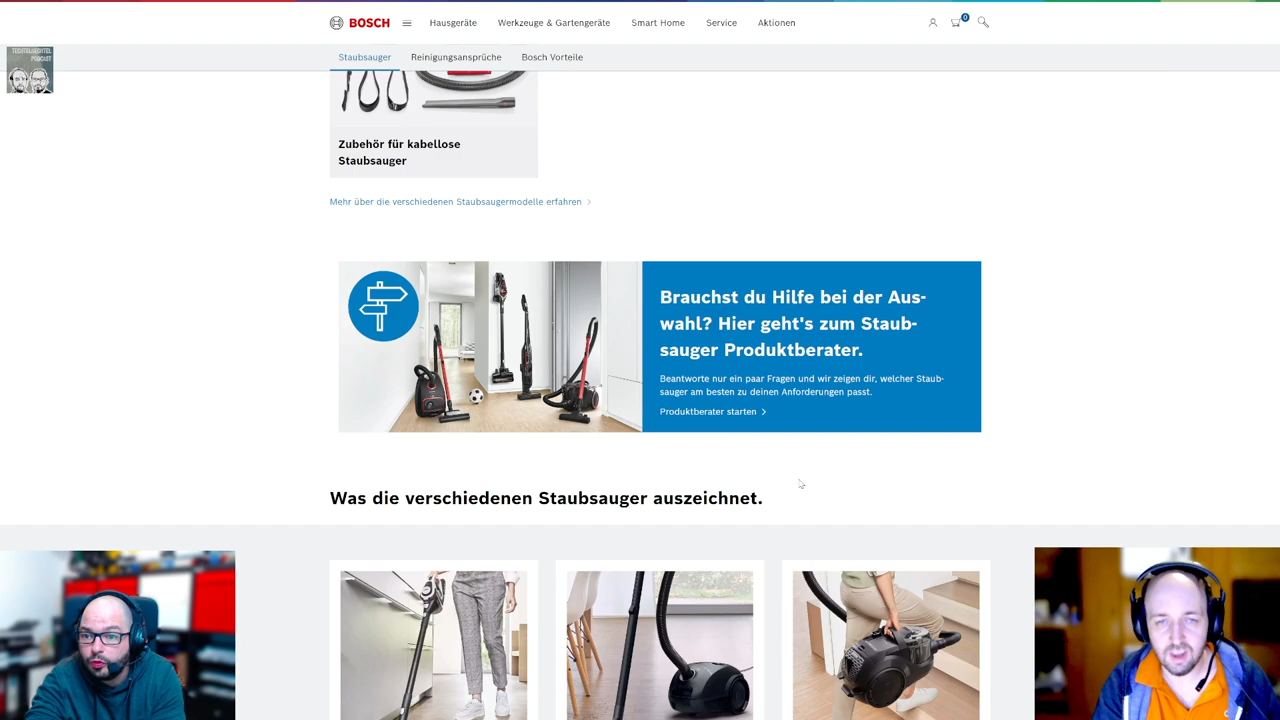 BOSCH
Hausgeräte
Werkzeuge & Gartengeräte
Smart Home
Service
Aktionen
0
TECHTELMECHTEL
PODCAST
Staubsauger
Reinigungsansprüche
Bosch Vorteile
Zubehör für kabellose
Staubsauger
Mehr über die verschiedenen Staubsaugermodelle erfahren
Brauchst du Hilfe bei der Aus-
wahl? Hier geht's zum Staub-
sauger Produktberater.
Beantworte nur ein paar Fragen und wir zeigen dir, welcher Staub-
sauger am besten zu deinen Anforderungen passt.
Produktberater starten
Was die verschiedenen Staubsauger auszeichnet.